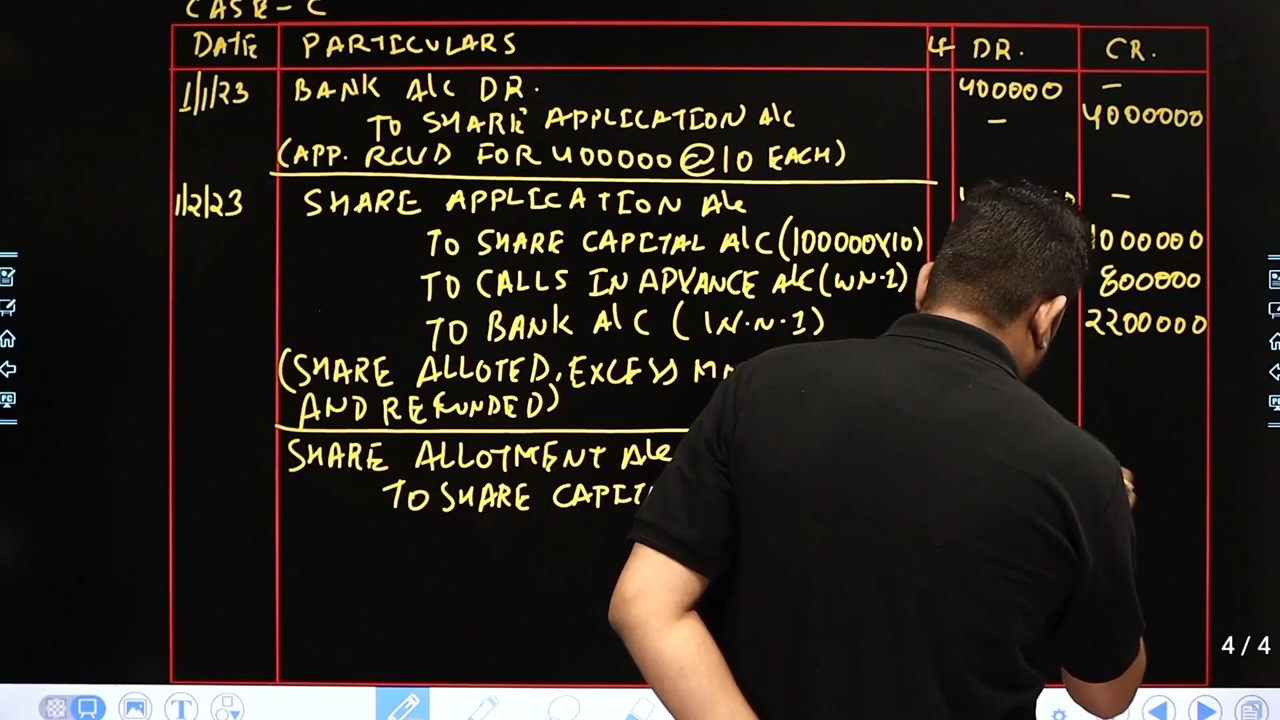 CASE - C
DATE PARTICULARS LF DR. CR.
1/1/23 BANK A/C DR. 400000 -
TO SHARE APPLICATION A/C - 4000000
(APP. RCVD FOR 400000 @ 10 EACH)
1/2/23 SHARE APPLICATION A/C -
TO SHARE CAPITAL A/C (100000X10) 1000000
TO CALLS IN ADVANCE A/C (WN.1) 800000
TO BANK A/C (W.N.1) 2200000
(SHARE ALLOTED, EXCESS
AND REFUNDED)
SHARE ALLOTMENT A/C
TO SHARE
4 / 4
T